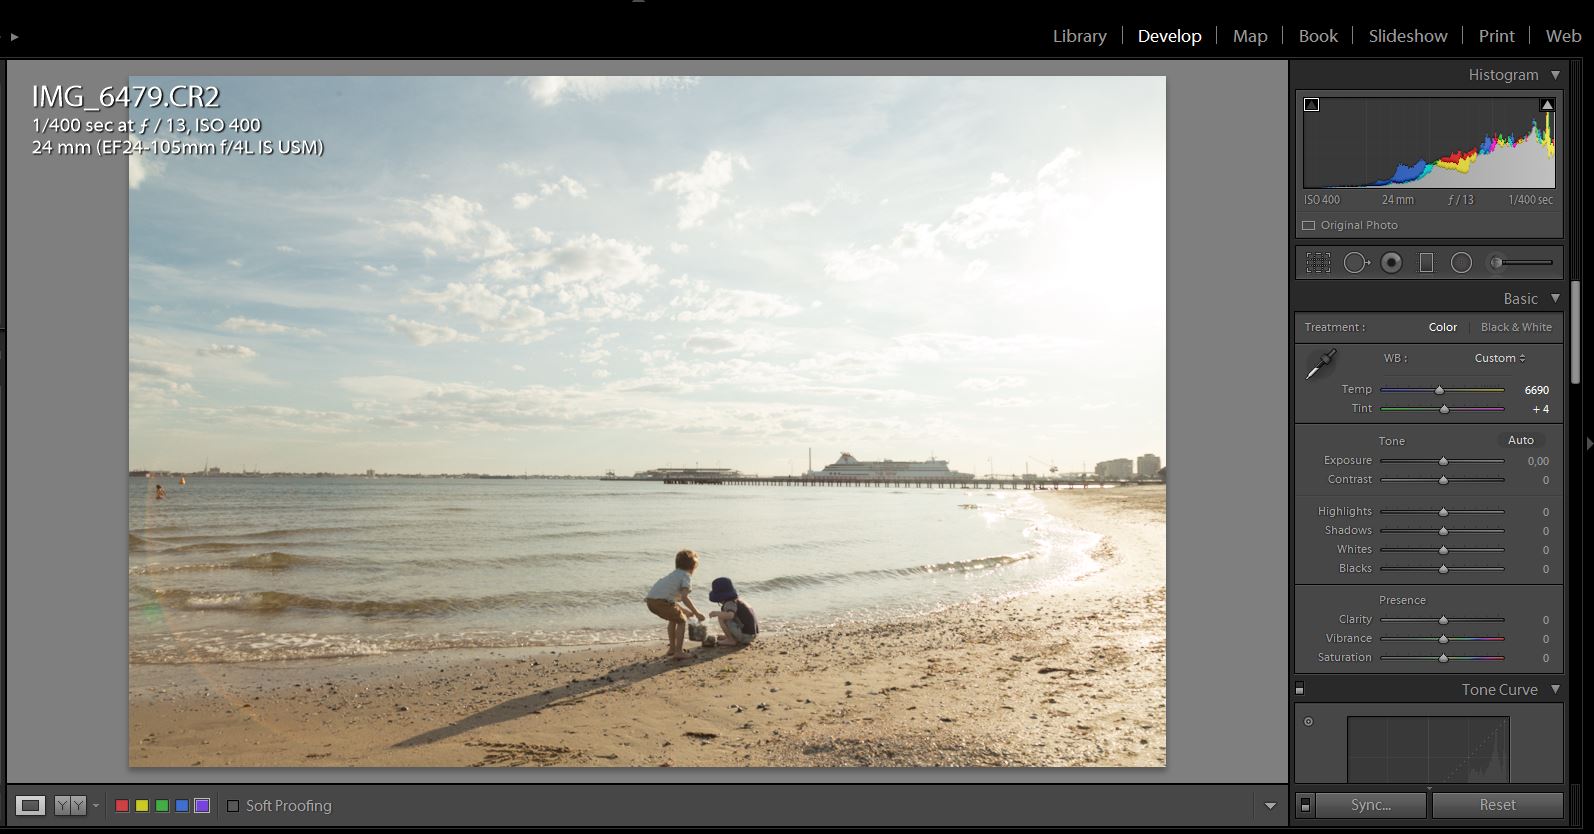 Library | Develop | Map | Book | Slideshow | Print | Web
IMG_6479.CR2
1/400 sec at ƒ / 13, ISO 400
24 mm (EF24-105mm f/4L IS USM)
Histogram
ISO 400 24 mm ƒ / 13 1/400 sec
Original Photo
Basic
Treatment : Color | Black & White
WB : Custom
Temp 6690
Tint + 4
Tone Auto
Exposure 0,00
Contrast 0
Highlights 0
Shadows 0
Whites 0
Blacks 0
Presence
Clarity 0
Vibrance 0
Saturation 0
Tone Curve
YY Soft Proofing
Sync... Reset